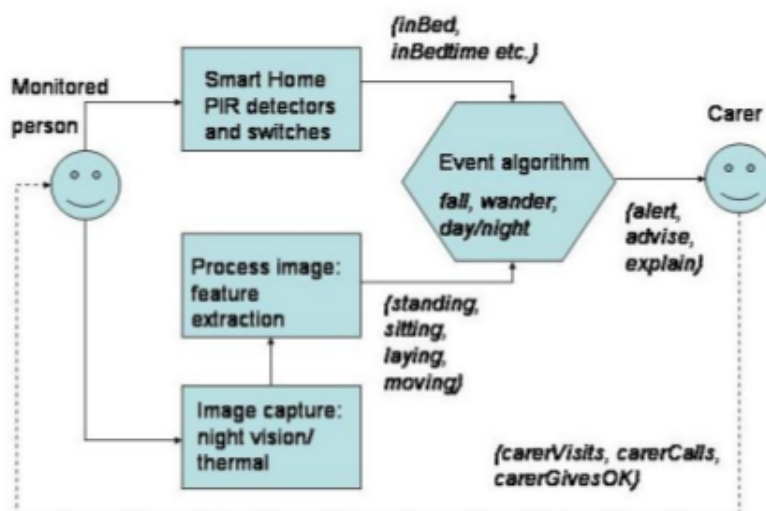 Monitored
person
Smart Home
PIR detectors
and switches
{inBed,
inBedtime etc.}
Event algorithm
fall, wander,
day/night
Carer
{alert,
advise,
explain}
Process image:
feature
extraction
{standing,
sitting,
laying,
moving}
Image capture:
night vision/
thermal
{carerVisits, carerCalls,
carerGivesOK}